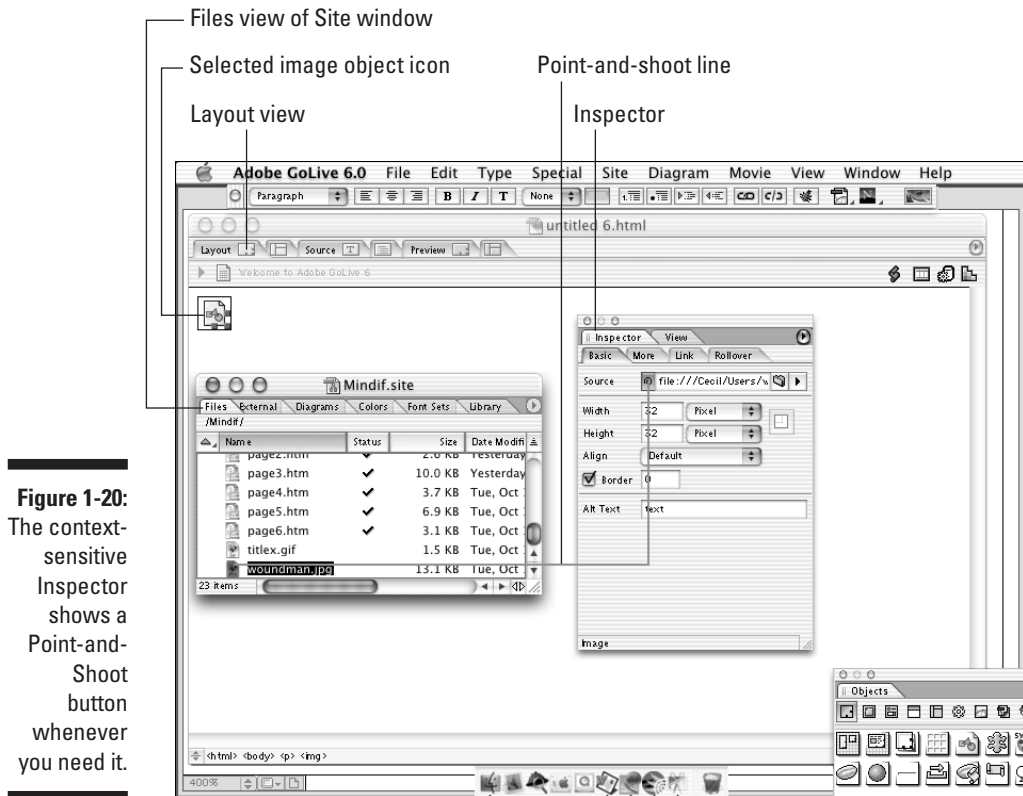 Files view of Site window
Selected image object icon
Point-and-shoot line
Layout view
Inspector
Adobe GoLive 6.0 File Edit Type Special Site Diagram Movie View Window Help
Paragraph B I T None
untitled 6.html
Layout Source Preview
Welcome to Adobe GoLive 6
Inspector View
Basic More Link Rollover
Source file:///Cecil/Users/
Width 32 Pixel
Height 32 Pixel
Align Default
Border 0
Alt Text text
Image
Mindif.site
Files External Diagrams Colors Font Sets Library
/Mindif/
Name Status Size Date Modifi
page2.htm 2.6 KB Yesterday
page3.htm 10.0 KB Yesterday
page4.htm 3.7 KB Tue, Oct
page5.htm 6.9 KB Tue, Oct
page6.htm 3.1 KB Tue, Oct
titlex.gif 1.5 KB Tue, Oct
woundman.jpg 13.1 KB Tue, Oct
23 items
Objects
<html> <body> <p> <img>
400%
Figure 1-20:
The context-
sensitive
Inspector
shows a
Point-and-
Shoot
button
whenever
you need it.